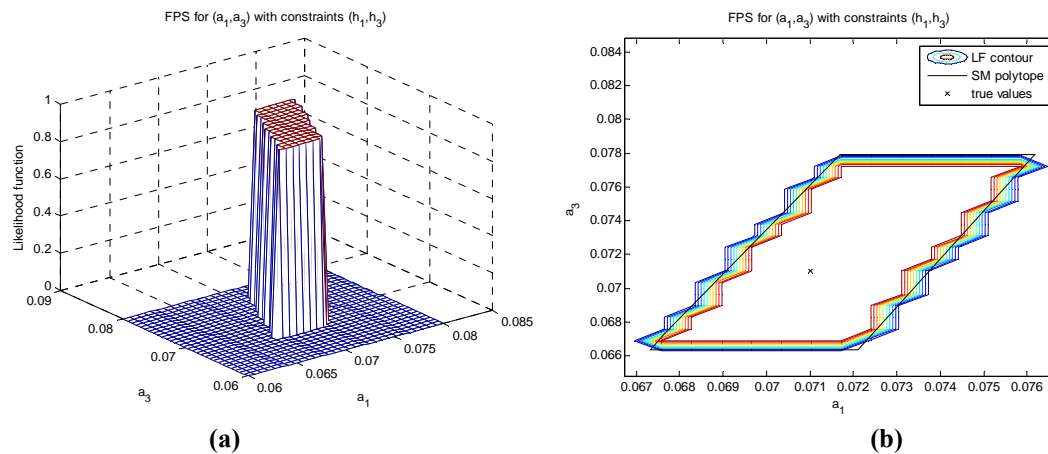 FPS for (a1,a3) with constraints (h1,h3)
1
0.8
0.6
0.4
0.2
0
Likelihood function
0.09
0.08
0.07
0.06
a3
0.06
0.065
0.07
0.075
0.08
0.085
a1
(a)
FPS for (a1,a3) with constraints (h1,h3)
LF contour
SM polytope
true values
0.084
0.082
0.08
0.078
0.076
0.074
0.072
0.07
0.068
0.066
a3
0.067 0.068 0.069 0.07 0.071 0.072 0.073 0.074 0.075 0.076
a1
(b)